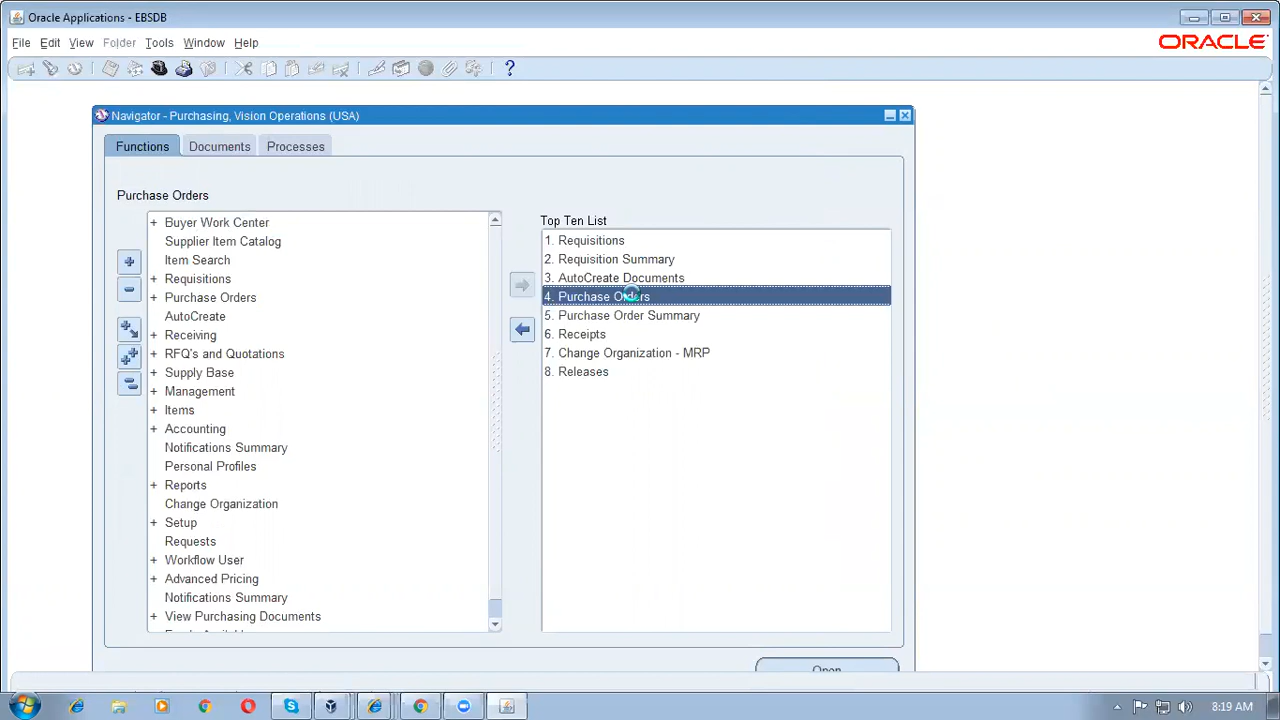 Oracle Applications - EBSDB
File Edit View Folder Tools Window Help
ORACLE
Navigator - Purchasing, Vision Operations (USA)
Functions Documents Processes
Purchase Orders
+ Buyer Work Center
Supplier Item Catalog
Item Search
+ Requisitions
+ Purchase Orders
AutoCreate
+ Receiving
+ RFQ's and Quotations
+ Supply Base
+ Management
+ Items
+ Accounting
Notifications Summary
Personal Profiles
+ Reports
Change Organization
+ Setup
Requests
+ Workflow User
+ Advanced Pricing
Notifications Summary
+ View Purchasing Documents
Top Ten List
1. Requisitions
2. Requisition Summary
3. AutoCreate Documents
4. Purchase Orders
5. Purchase Order Summary
6. Receipts
7. Change Organization - MRP
8. Releases
Open
8:19 AM